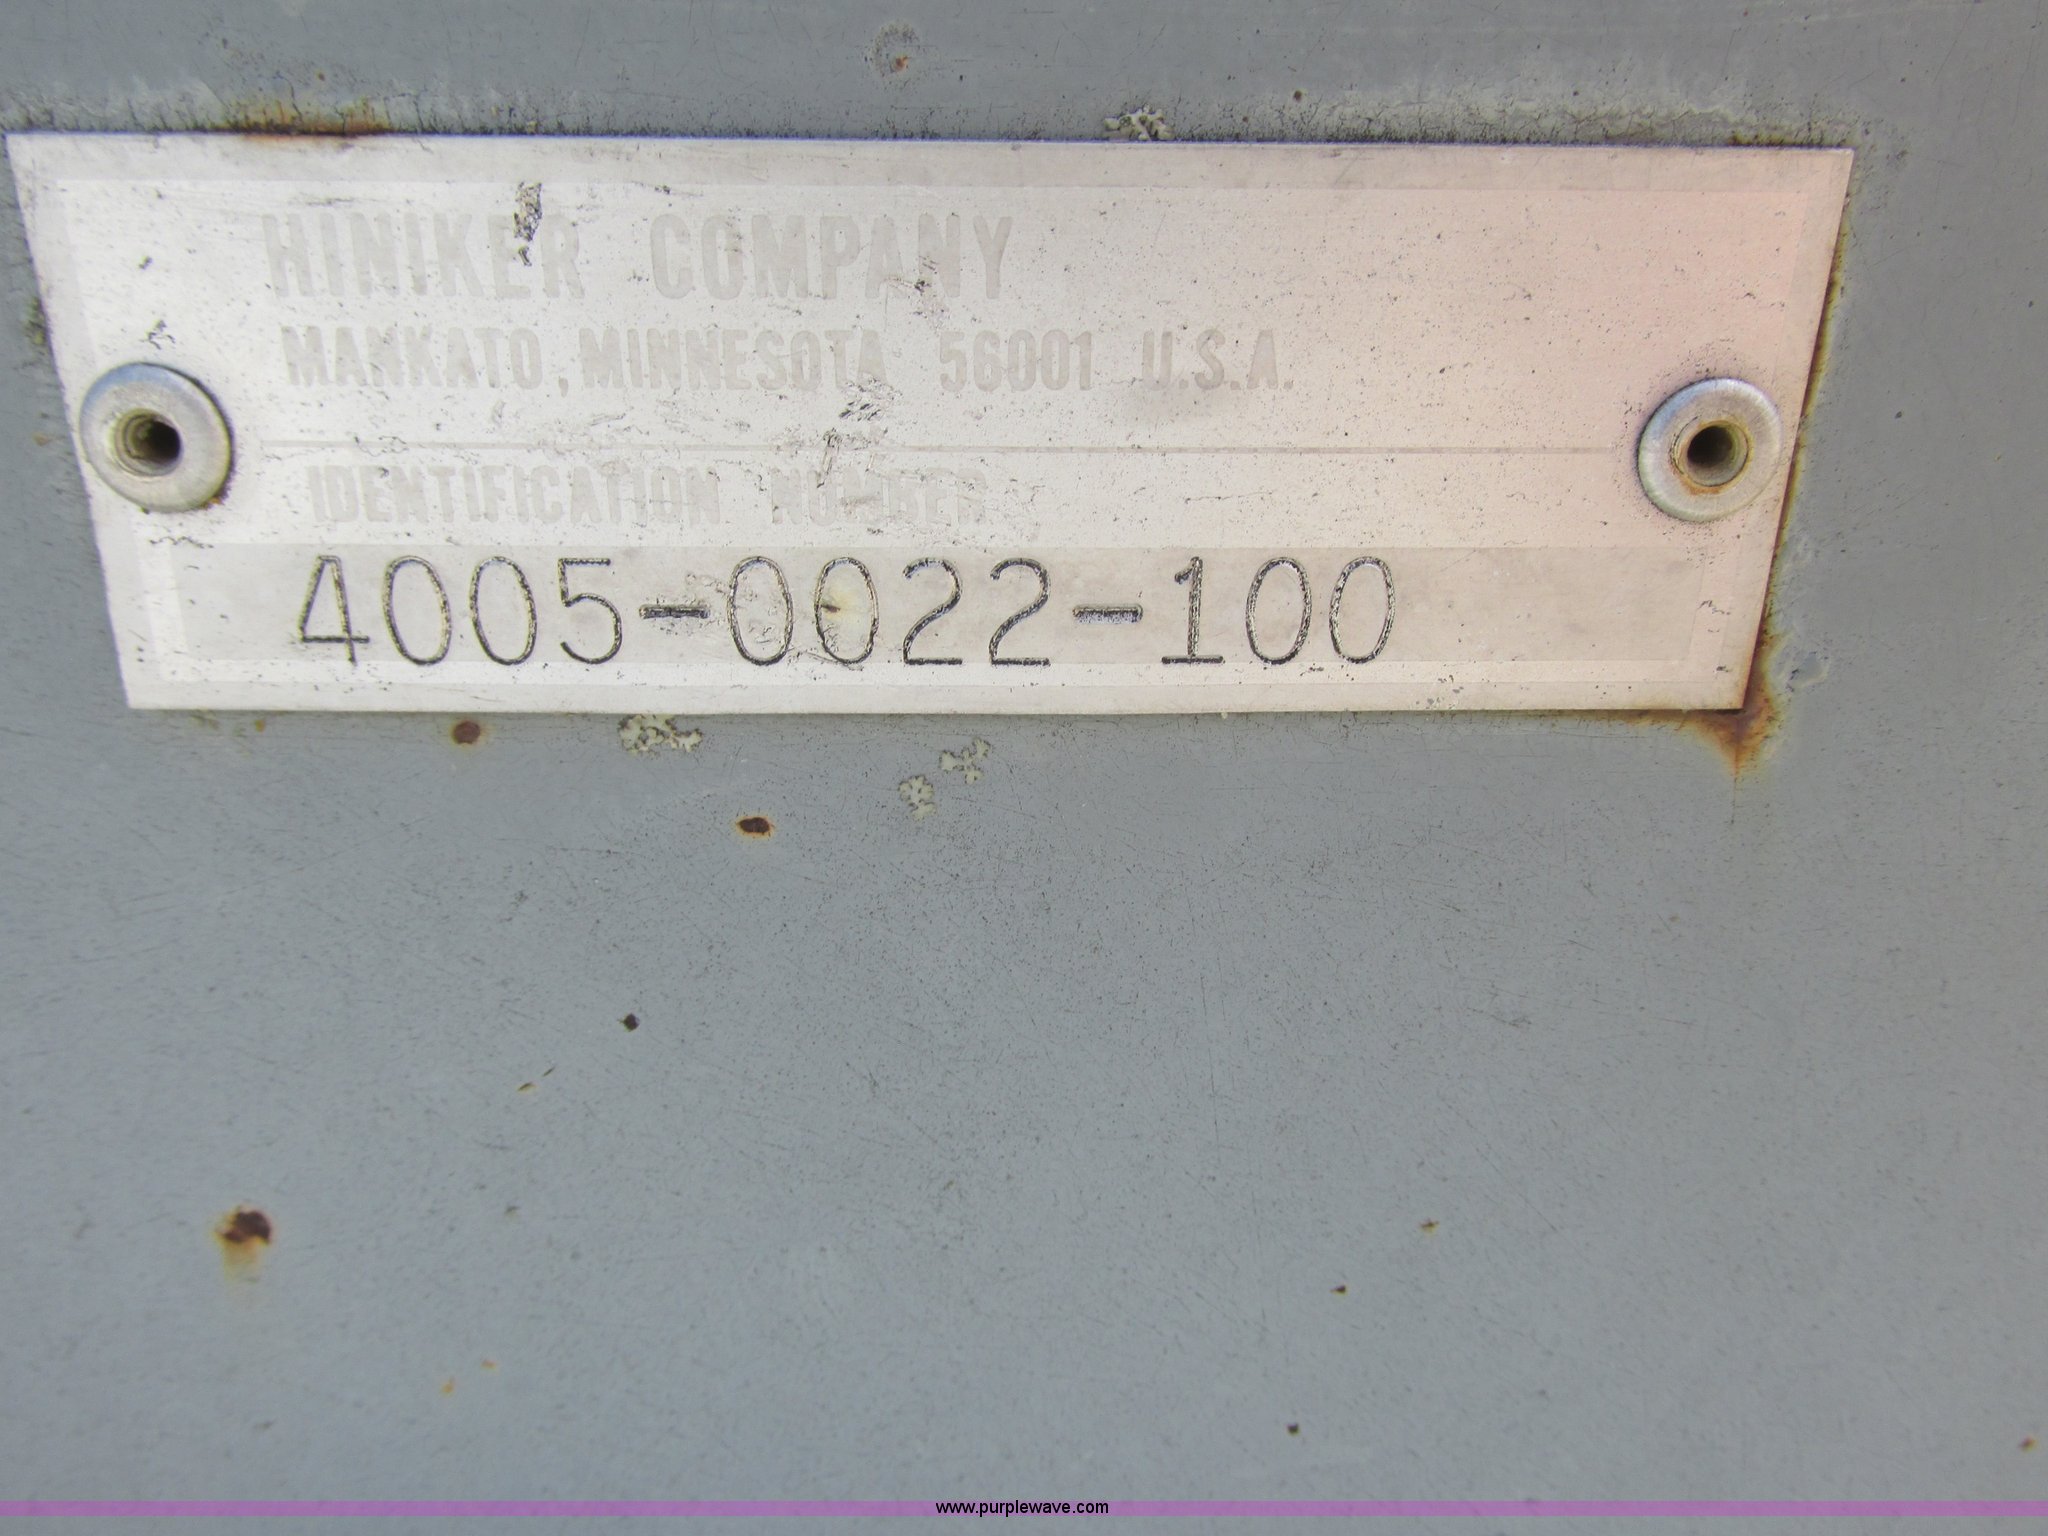 HINIKER COMPANY
MANKATO, MINNESOTA 56001 U.S.A.
IDENTIFICATION NUMBER
4005-0022-100
www.purplewave.com